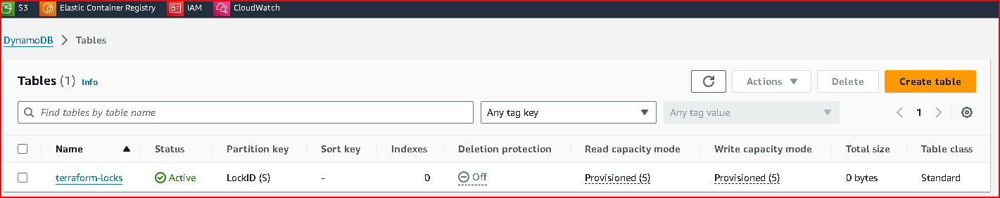 S3 Elastic Container Registry IAM CloudWatch
DynamoDB Tables
Tables (1) Info Actions Delete Create table
Find tables by table name Any tag key Any tag value 1
Name Status Partition key Sort key Indexes Deletion protection Read capacity mode Write capacity mode Total size Table class
terraform-locks Active LockID (S) - 0 Off Provisioned (5) Provisioned (5) 0 bytes Standard